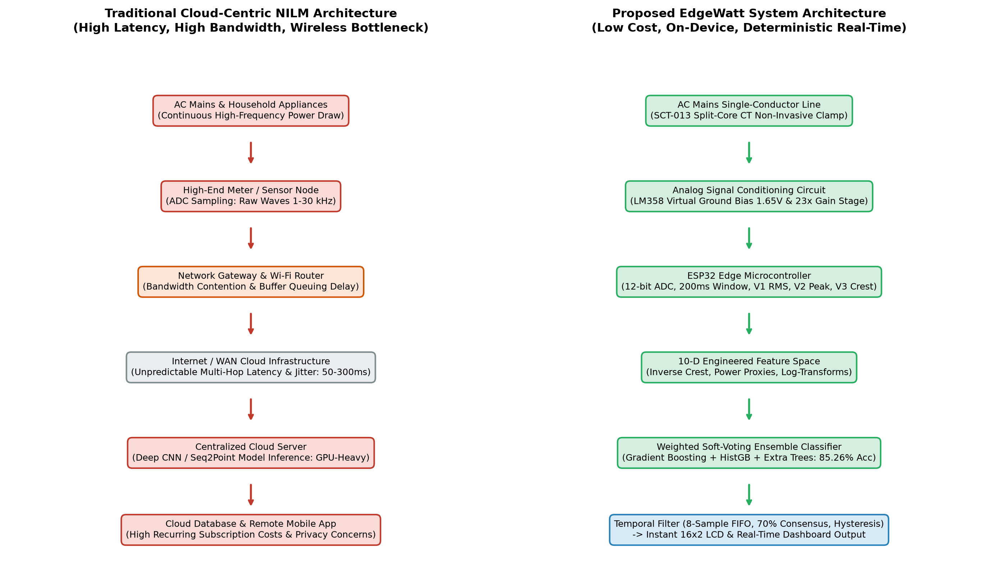 Traditional Cloud-Centric NILM Architecture
(High Latency, High Bandwidth, Wireless Bottleneck)
AC Mains & Household Appliances
(Continuous High-Frequency Power Draw)
High-End Meter / Sensor Node
(ADC Sampling: Raw Waves 1-30 kHz)
Network Gateway & Wi-Fi Router
(Bandwidth Contention & Buffer Queuing Delay)
Internet / WAN Cloud Infrastructure
(Unpredictable Multi-Hop Latency & Jitter: 50-300ms)
Centralized Cloud Server
(Deep CNN / Seq2Point Model Inference: GPU-Heavy)
Cloud Database & Remote Mobile App
(High Recurring Subscription Costs & Privacy Concerns)
Proposed EdgeWatt System Architecture
(Low Cost, On-Device, Deterministic Real-Time)
AC Mains Single-Conductor Line
(SCT-013 Split-Core CT Non-Invasive Clamp)
Analog Signal Conditioning Circuit
(LM358 Virtual Ground Bias 1.65V & 23x Gain Stage)
ESP32 Edge Microcontroller
(12-bit ADC, 200ms Window, V1 RMS, V2 Peak, V3 Crest)
10-D Engineered Feature Space
(Inverse Crest, Power Proxies, Log-Transforms)
Weighted Soft-Voting Ensemble Classifier
(Gradient Boosting + HistGB + Extra Trees: 85.26% Acc)
Temporal Filter (8-Sample FIFO, 70% Consensus, Hysteresis)
-> Instant 16x2 LCD & Real-Time Dashboard Output